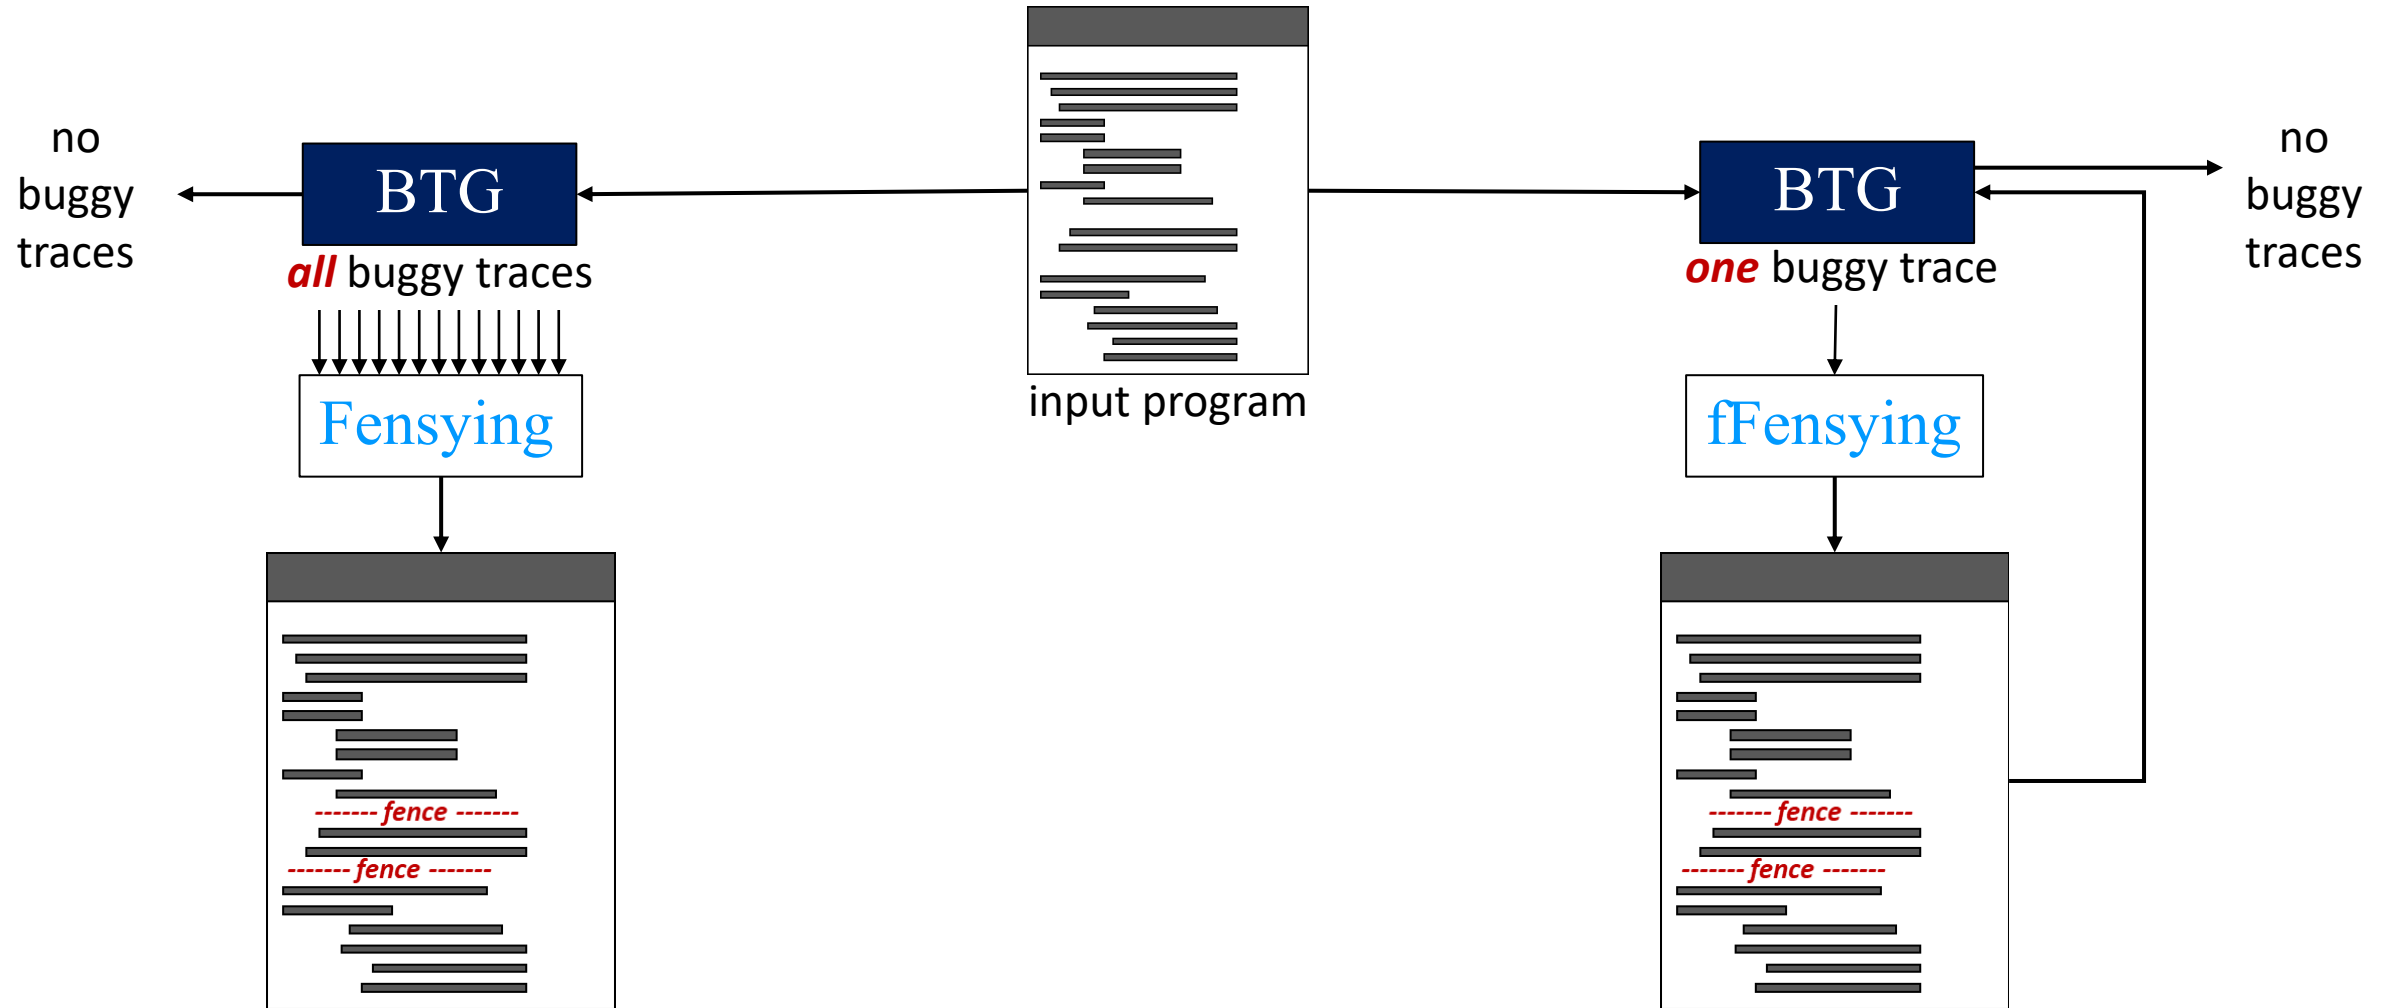 no
buggy
traces
BTG
all buggy traces
Fensying
------- fence -------
------- fence -------
input program
BTG
one buggy trace
fFensying
------- fence -------
------- fence -------
no
buggy
traces